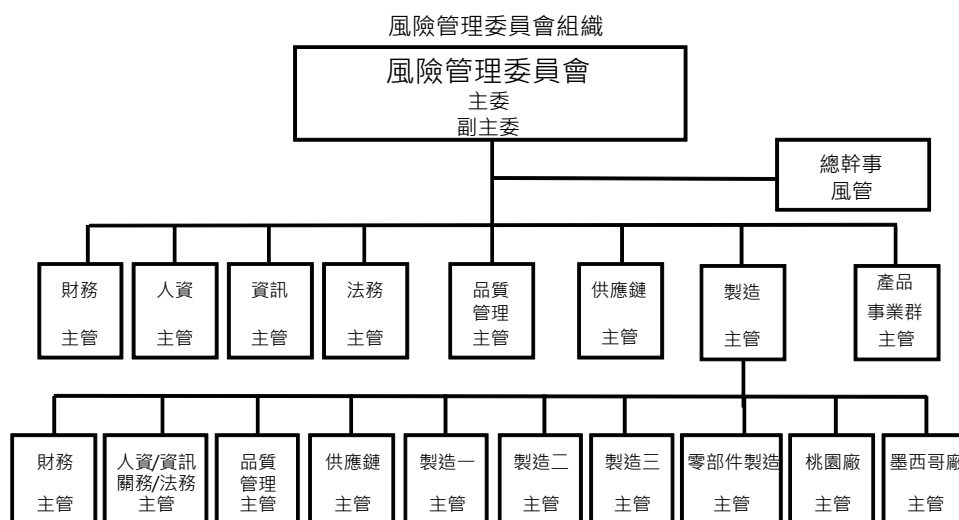 風險管理委員會組織
風險管理委員會
主委
副主委
總幹事
風管
財務
主管
人資
主管
資訊
主管
法務
主管
品質
管理
主管
供應鏈
主管
製造
主管
產品
事業群
主管
財務
主管
人資/資訊
關務/法務
主管
品質
管理
主管
供應鏈
主管
製造一
主管
製造二
主管
製造三
主管
零部件製造
主管
桃園廠
主管
墨西哥廠
主管